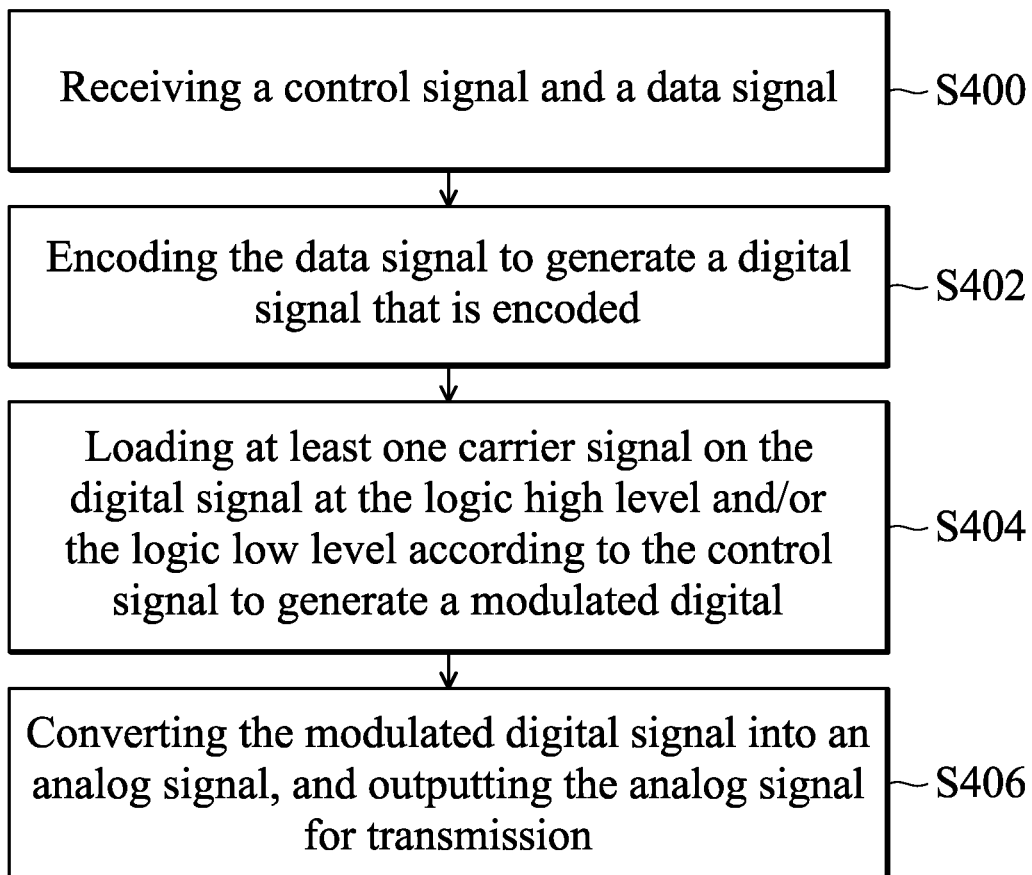 Receiving a control signal and a data signal
S400
Encoding the data signal to generate a digital
signal that is encoded
S402
Loading at least one carrier signal on the
digital signal at the logic high level and/or
the logic low level according to the control
signal to generate a modulated digital
S404
Converting the modulated digital signal into an
analog signal, and outputting the analog signal
for transmission
S406